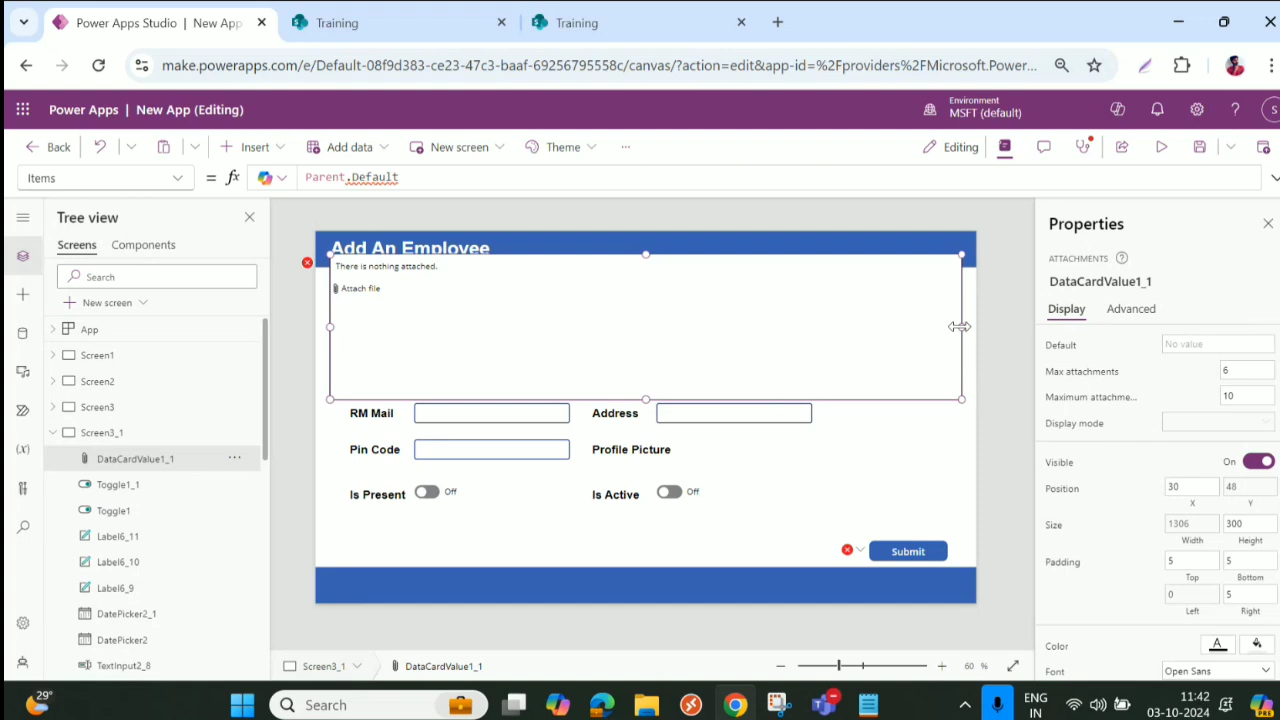 Power Apps Studio | New App
Training
Training
make.powerapps.com/e/Default-08f9d383-ce23-47c3-baaf-69256795558c/canvas/?action=edit&app-id=%2Fproviders%2FMicrosoft.Power...
Power Apps | New App (Editing)
Environment
MSFT (default)
S
Back
Insert
Add data
New screen
Theme
...
Editing
Items
= fx
Parent.Default
Tree view
Screens
Components
Search
New screen
App
Screen1
Screen2
Screen3
Screen3_1
DataCardValue1_1
...
Toggle1_1
Toggle1
Label6_11
Label6_10
Label6_9
DatePicker2_1
DatePicker2
TextInput2_8
Add An Employee
There is nothing attached.
Attach file
RM Mail
Address
Pin Code
Profile Picture
Is Present
Off
Is Active
Off
Submit
Screen3_1
DataCardValue1_1
60 %
Properties
ATTACHMENTS
DataCardValue1_1
Display
Advanced
Default
No value
Max attachments
6
Maximum attachme...
10
Display mode
Visible
On
Position
30
48
X
Y
Size
1306
300
Width
Height
Padding
5
5
Top
Bottom
0
5
Left
Right
Color
A
Font
Open Sans
29°
Search
ENG
IN
11:42
03-10-2024
PRE